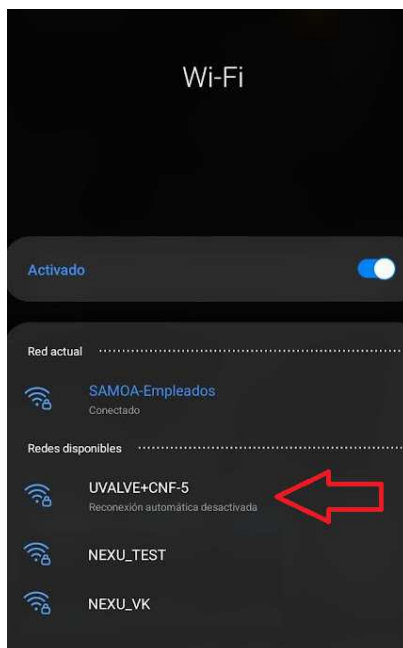 Wi-Fi
Activado
Red actual
SAMOA-Empleados
Conectado
Redes disponibles
UVALVE+CNF-5
Reconexión automática desactivada
NEXU_TEST
NEXU_VK